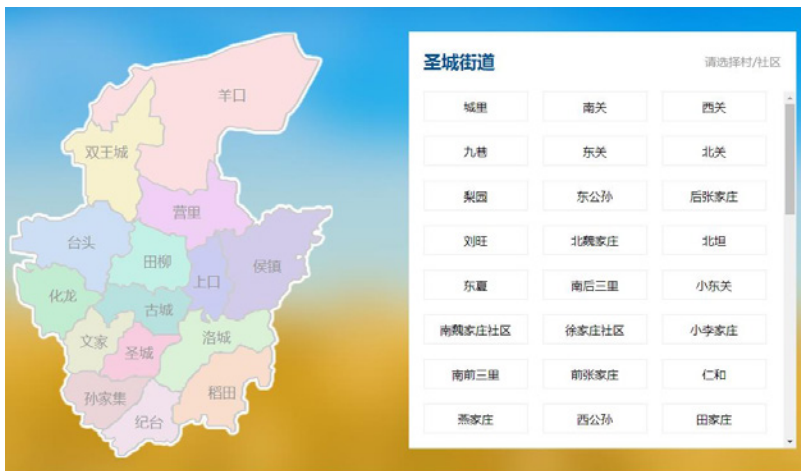 羊口
双王城
营里
台头
田柳
上口
侯镇
化龙
古城
文家
圣城
洛城
孙家集
稻田
纪台
圣城街道
请选择村/社区
城里 南关 西关
九巷 东关 北关
梨园 东公孙 后张家庄
刘旺 北魏家庄 北坦
东夏 南后三里 小东关
南魏家庄社区 徐家庄社区 小李家庄
南前三里 前张家庄 仁和
燕家庄 西公孙 田家庄